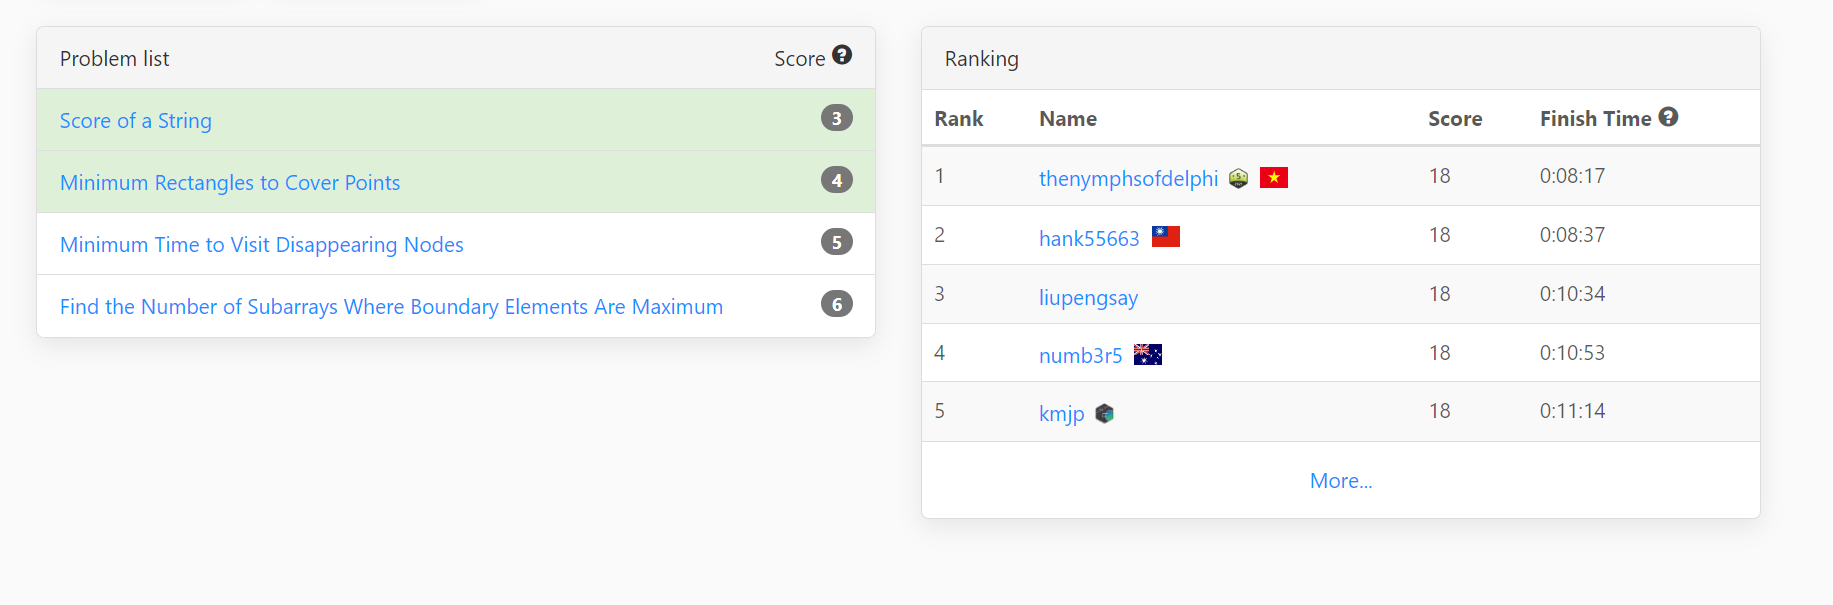 Problem list Score ?
Score of a String 3
Minimum Rectangles to Cover Points 4
Minimum Time to Visit Disappearing Nodes 5
Find the Number of Subarrays Where Boundary Elements Are Maximum 6
Ranking
Rank Name Score Finish Time ?
1 thenymphsofdelphi 5 18 0:08:17
2 hank55663 18 0:08:37
3 liupengsay 18 0:10:34
4 numb3r5 18 0:10:53
5 kmjp 18 0:11:14
More...